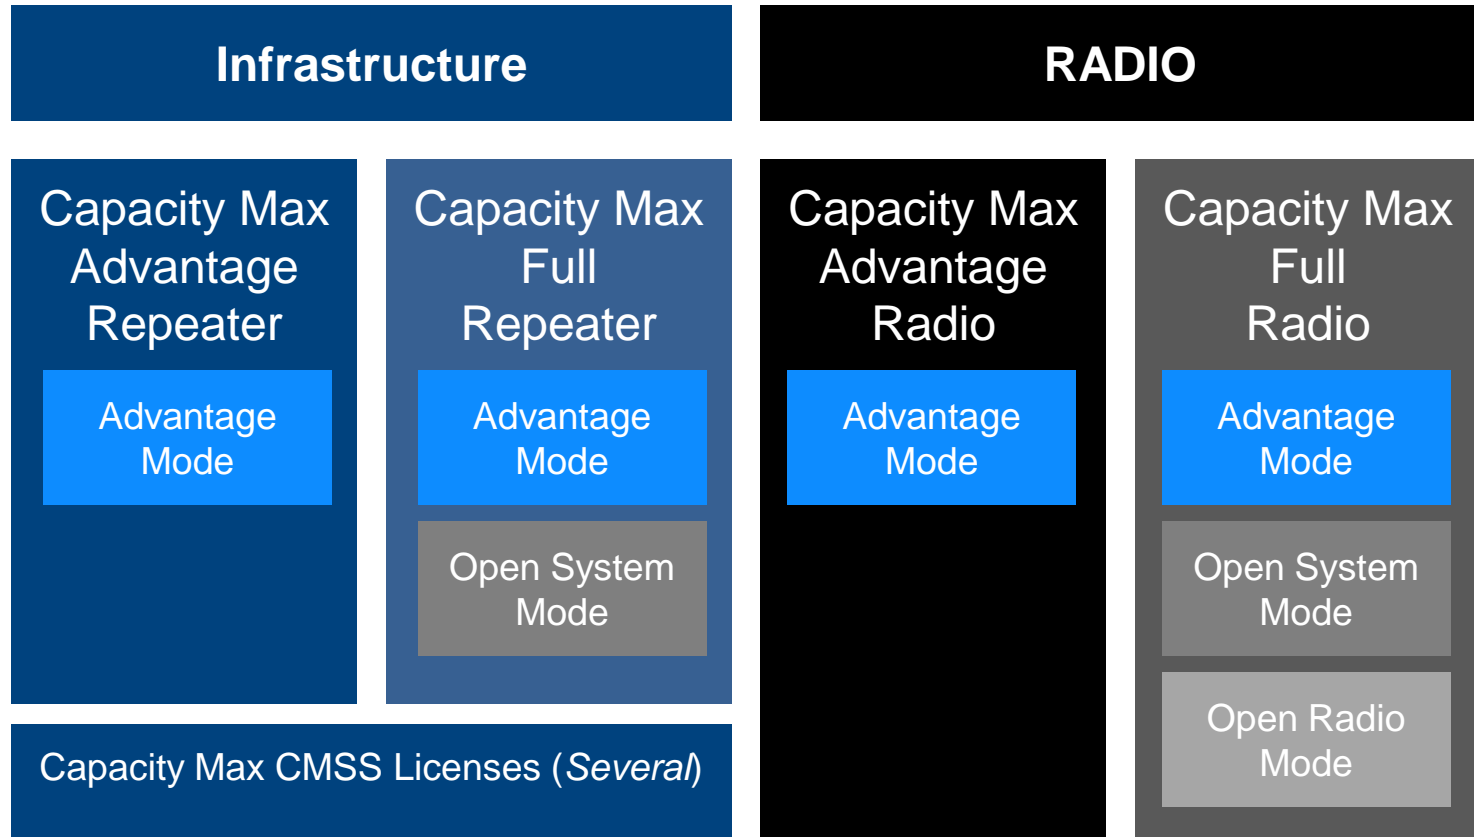 Infrastructure
RADIO
Capacity Max
Advantage
Repeater
Advantage
Mode
Capacity Max
Full
Repeater
Advantage
Mode
Open System
Mode
Capacity Max CMSS Licenses (Several)
Capacity Max
Advantage
Radio
Advantage
Mode
Capacity Max
Full
Radio
Advantage
Mode
Open System
Mode
Open Radio
Mode